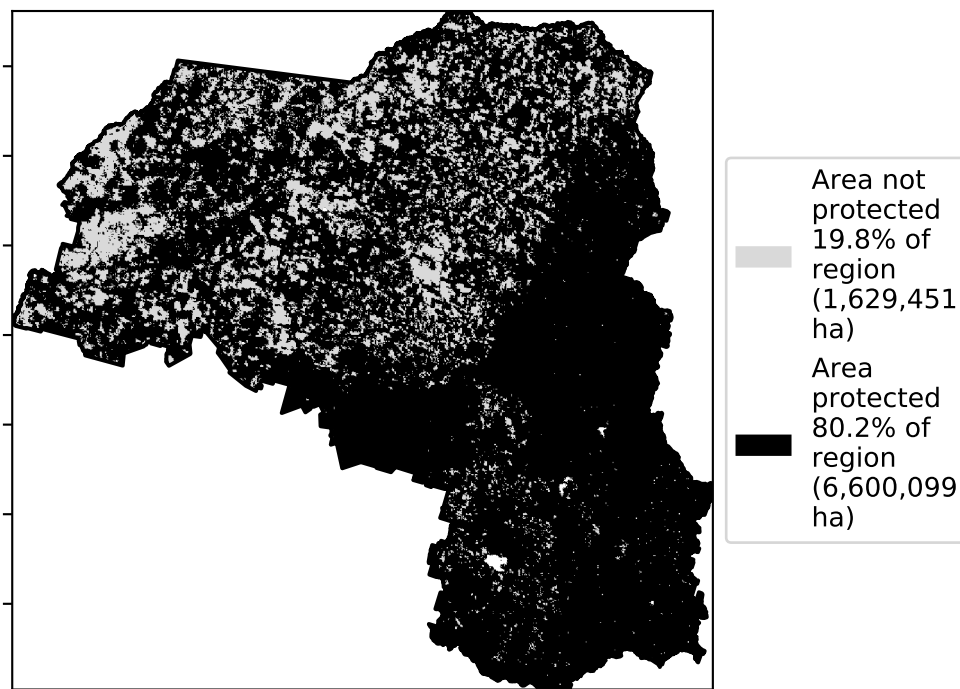 Area not
protected
19.8% of
region
(1,629,451
ha)
Area
protected
80.2% of
region
(6,600,099
ha)